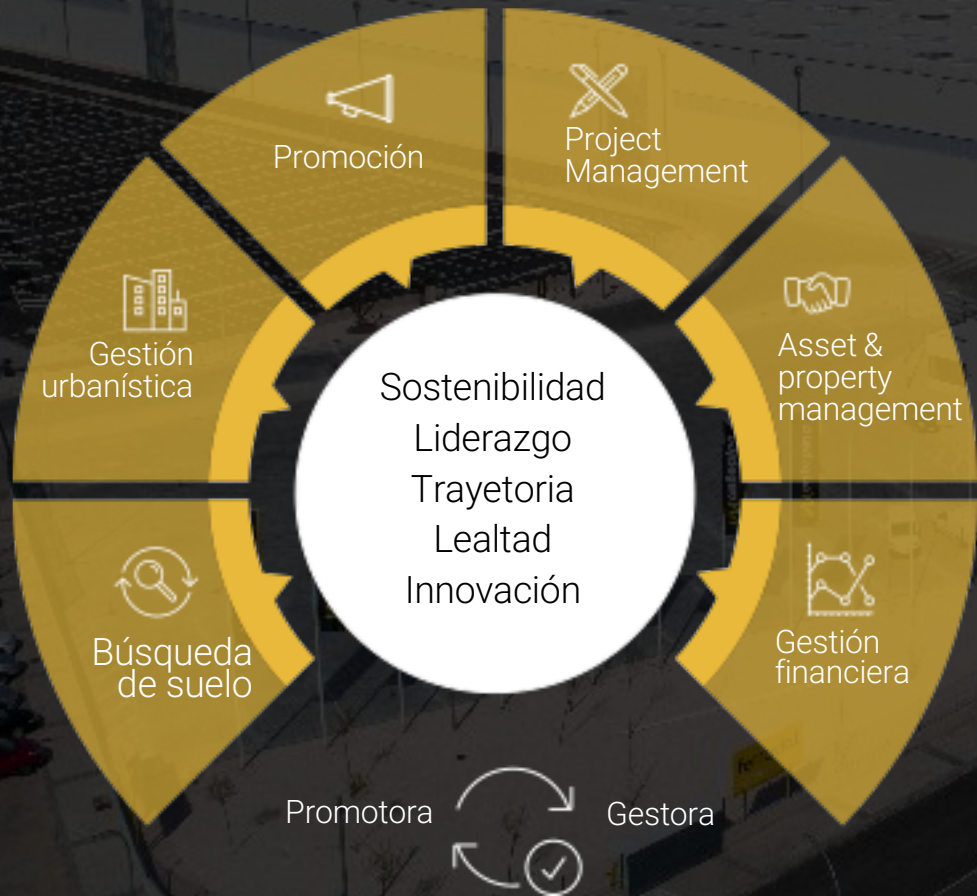 Promoción
Project
Management
Gestión
urbanística
Asset &
property
management
Sostenibilidad
Liderazgo
Trayetoria
Lealtad
Innovación
Búsqueda
de suelo
Gestión
financiera
Promotora
Gestora